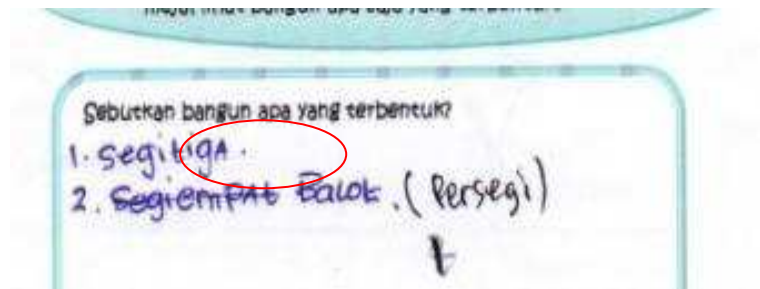 Sebutkan bangun apa yang terbentuk?
1. segitigA.
2. Segiempat Balok. (Persegi)
t